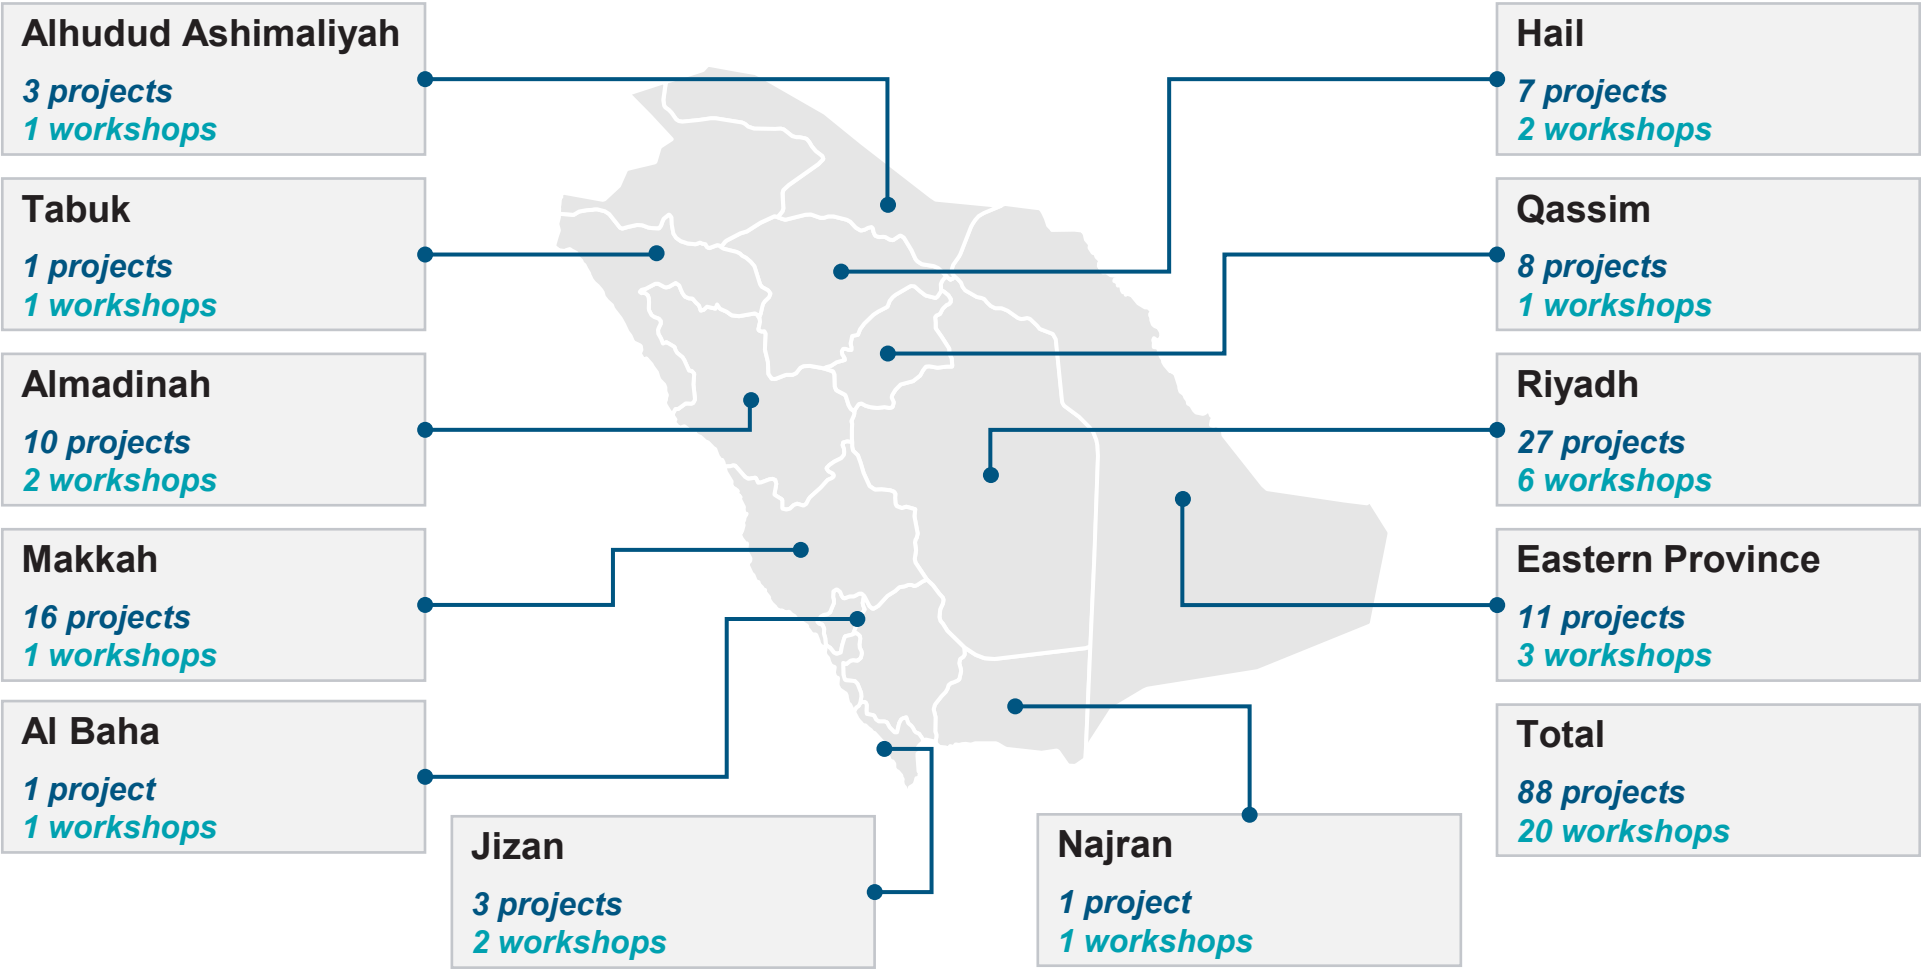 Alhudud Ashimaliyah
3 projects
1 workshops
Tabuk
1 projects
1 workshops
Almadinah
10 projects
2 workshops
Makkah
16 projects
1 workshops
Al Baha
1 project
1 workshops
Jizan
3 projects
2 workshops
Najran
1 project
1 workshops
Hail
7 projects
2 workshops
Qassim
8 projects
1 workshops
Riyadh
27 projects
6 workshops
Eastern Province
11 projects
3 workshops
Total
88 projects
20 workshops